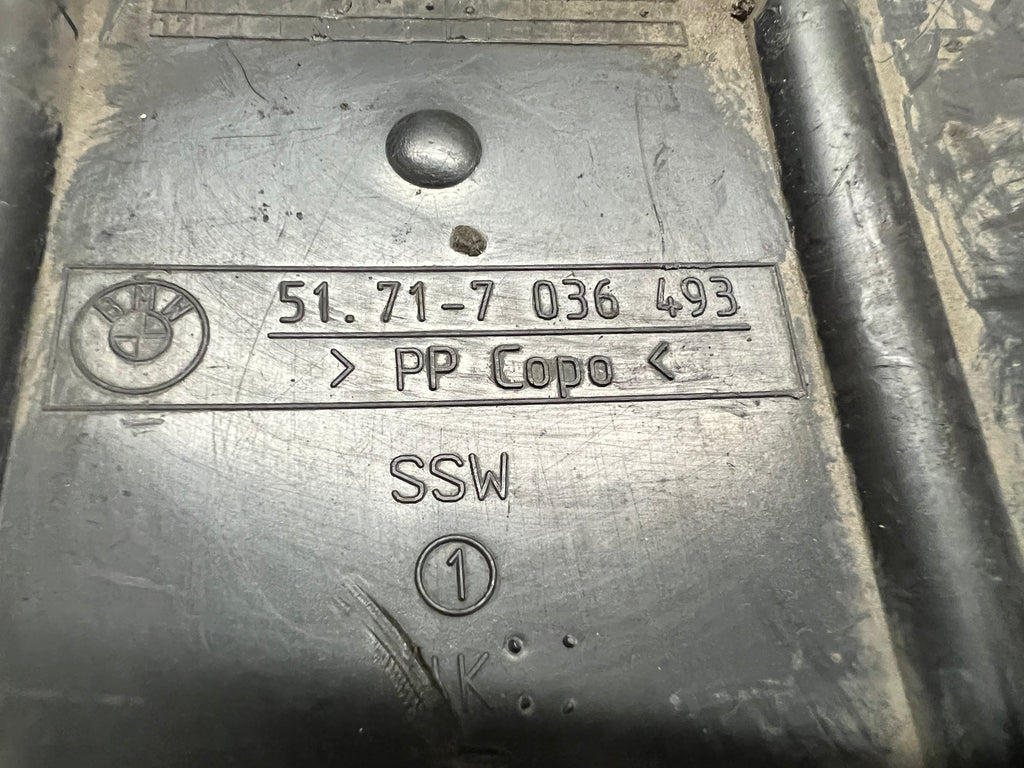 BMW
51.71-7 036 493
> PP Copo <
SSW
1
K